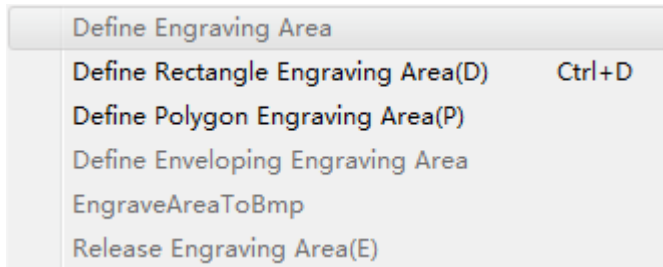 Define Engraving Area
Define Rectangle Engraving Area(D) Ctrl+D
Define Polygon Engraving Area(P)
Define Enveloping Engraving Area
EngraveAreaToBmp
Release Engraving Area(E)